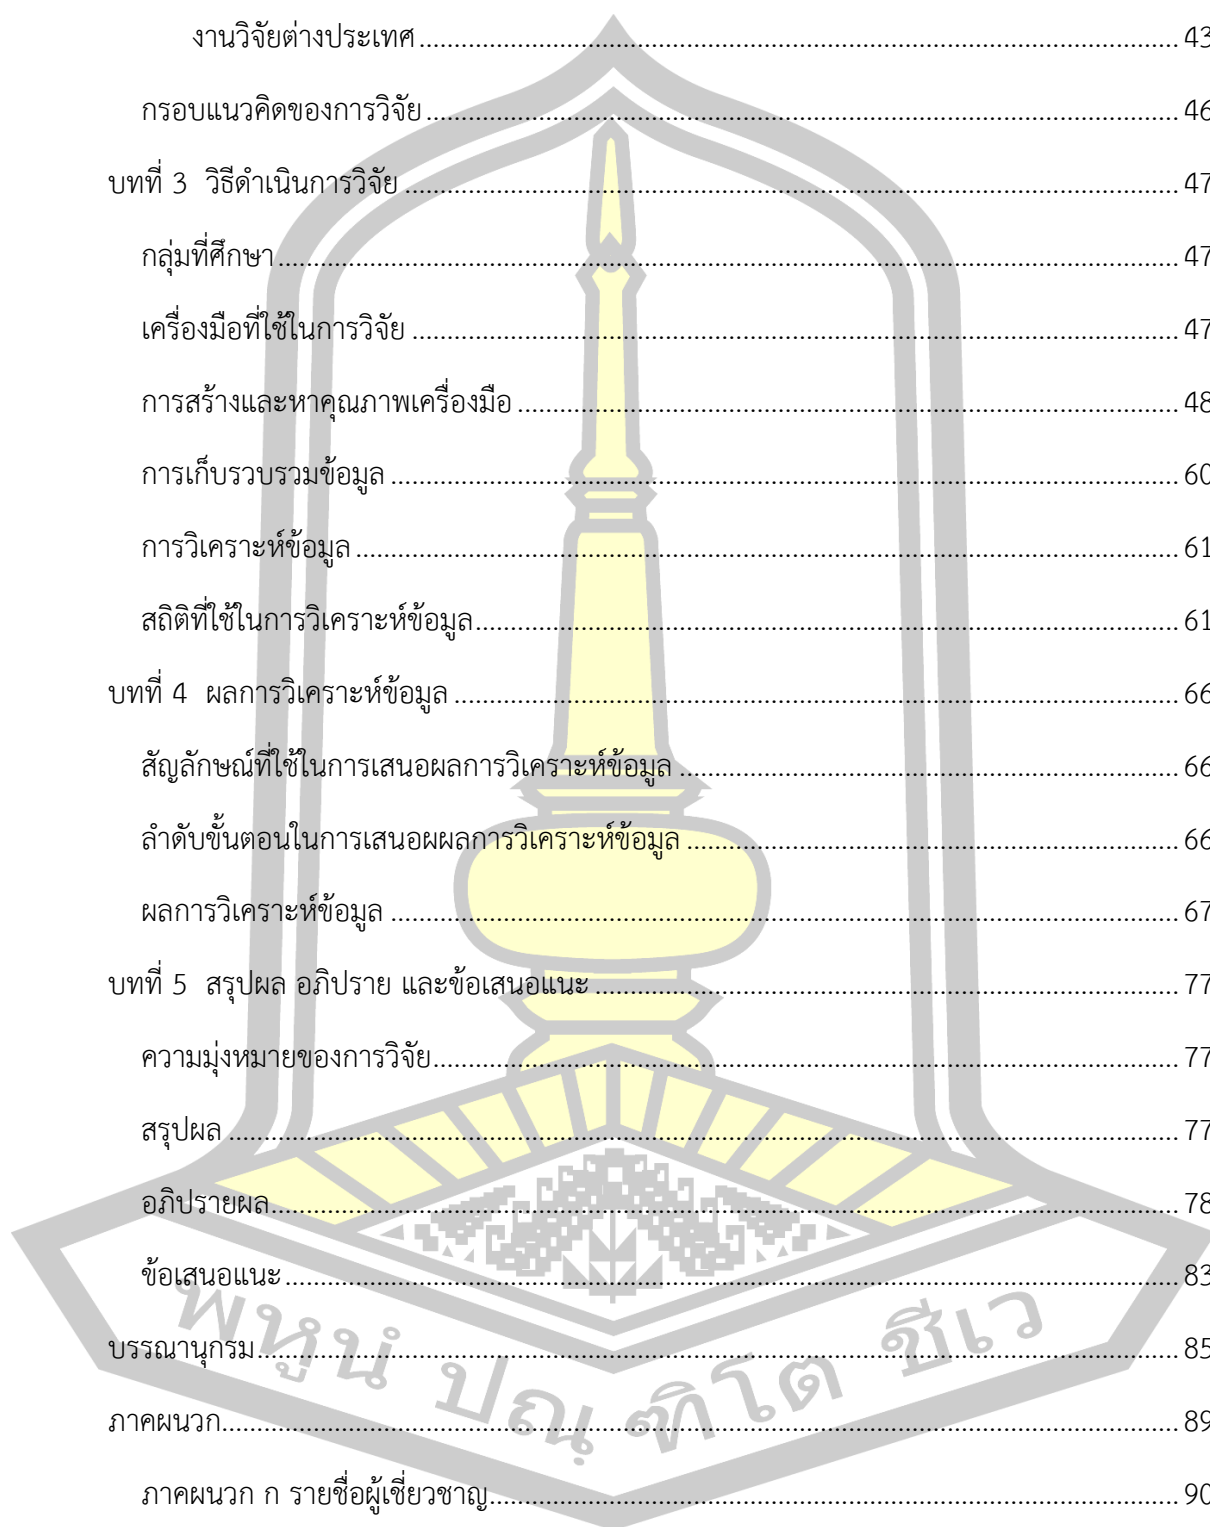 งานวิจัยต่างประเทศ 43
กรอบแนวคิดของการวิจัย 46
บทที่ 3 วิธีดำเนินการวิจัย 47
กลุ่มที่ศึกษา 47
เครื่องมือที่ใช้ในการวิจัย 47
การสร้างและหาคุณภาพเครื่องมือ 48
การเก็บรวบรวมข้อมูล 60
การวิเคราะห์ข้อมูล 61
สถิติที่ใช้ในการวิเคราะห์ข้อมูล 61
บทที่ 4 ผลการวิเคราะห์ข้อมูล 66
สัญลักษณ์ที่ใช้ในการเสนอผลการวิเคราะห์ข้อมูล 66
ลำดับขั้นตอนในการเสนอผผลการวิเคราะห์ข้อมูล 66
ผลการวิเคราะห์ข้อมูล 67
บทที่ 5 สรุปผล อภิปราย และข้อเสนอแนะ 77
ความมุ่งหมายของการวิจัย 77
สรุปผล 77
อภิปรายผล 78
ข้อเสนอแนะ 83
บรรณานุกรม 85
ภาคผนวก 89
ภาคผนวก ก รายชื่อผู้เชี่ยวชาญ 90
พหูนํ ปณฺฑิโต ชีเว